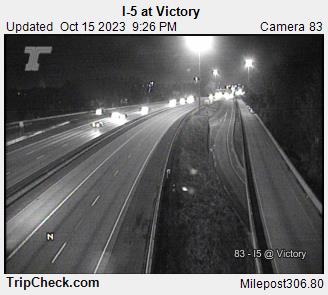 I-5 at Victory
Updated Oct 15 2023 9:26 PM Camera 83
T
N
83 - I5 @ Victory
TripCheck.com Milepost306.80